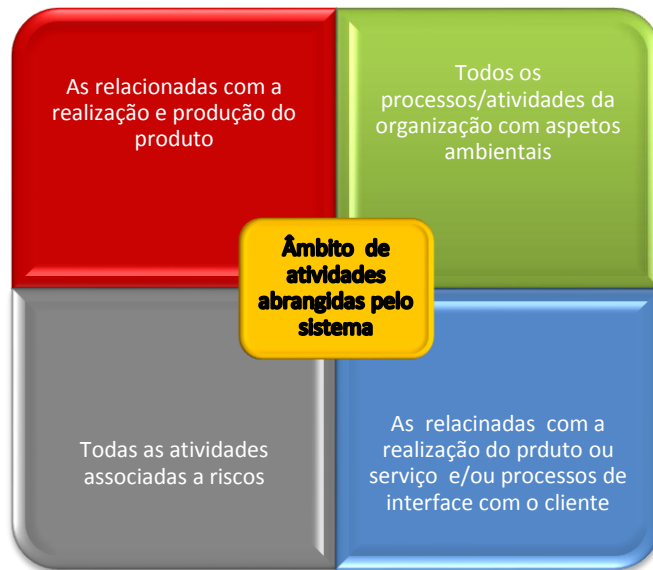 As relacionadas com a
realização e produção do
produto
Todos os
processos/atividades da
organização com aspetos
ambientais
Âmbito de
atividades
abrangidas pelo
sistema
Todas as atividades
associadas a riscos
As relacinadas com a
realização do prduto ou
serviço e/ou processos de
interface com o cliente